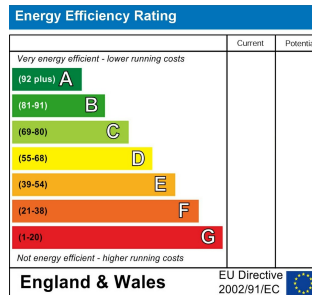 Energy Efficiency Rating
Current
Very energy efficient - lower running costs
(92 plus) A
(81-91) B
(69-80) C
(55-68) D
(39-54) E
(21-38) F
(1-20) G
Not energy efficient - higher running costs
England & Wales
EU Directive
2002/91/EC